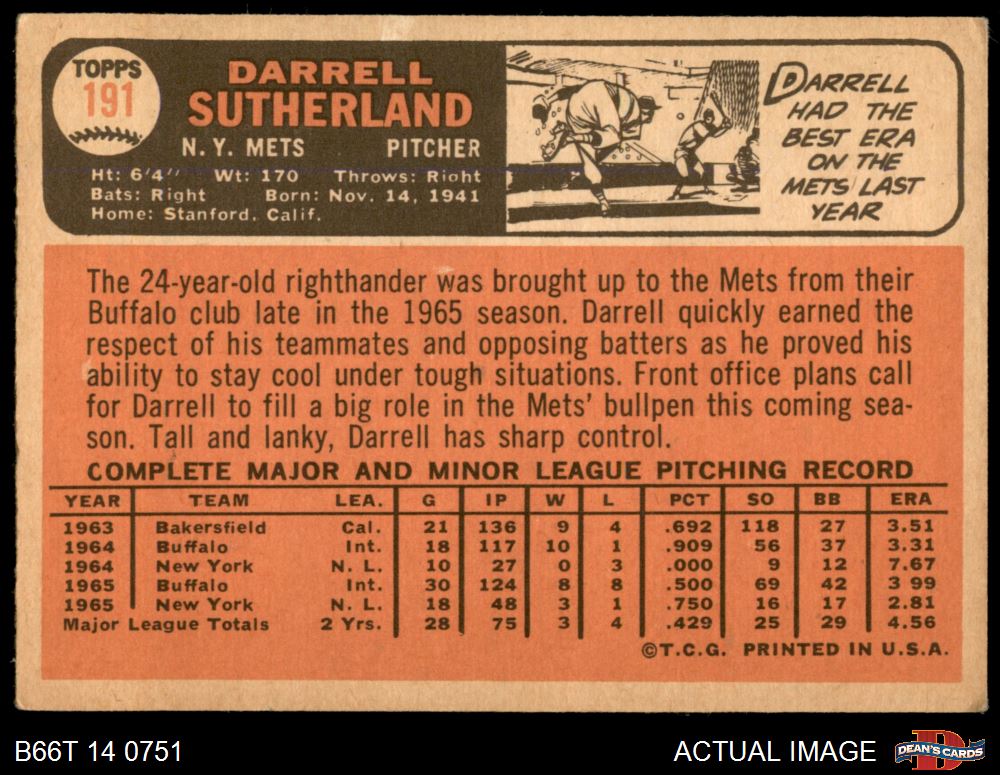 TOPPS
191
DARRELL
SUTHERLAND
N. Y. METS PITCHER
Ht: 6'4" Wt: 170 Throws: Right
Bats: Right Born: Nov. 14, 1941
Home: Stanford. Calif.
DARRELL
HAD THE
BEST ERA
ON THE
METS LAST
YEAR
The 24-year-old righthander was brought up to the Mets from their
Buffalo club late in the 1965 season. Darrell quickly earned the
respect of his teammates and opposing batters as he proved his
ability to stay cool under tough situations. Front office plans call
for Darrell to fill a big role in the Mets' bullpen this coming sea-
son. Tall and lanky, Darrell has sharp control.
COMPLETE MAJOR AND MINOR LEAGUE PITCHING RECORD
YEAR TEAM LEA. G IP W L PCT SO BB ERA
1963 Bakersfield Cal. 21 136 9 4 .692 118 27 3.51
1964 Buffalo Int. 18 117 10 1 .909 56 37 3.31
1964 New York N. L. 10 27 0 3 .000 9 12 7.67
1965 Buffalo Int. 30 124 8 8 .500 69 42 3 99
1965 New York N. L. 18 48 3 1 .750 16 17 2.81
Major League Totals 2 Yrs. 28 75 3 4 .429 25 29 4.56
©T.C.G. PRINTED IN U.S.A.
B66T 14 0751 ACTUAL IMAGE DEAN'S CARDS